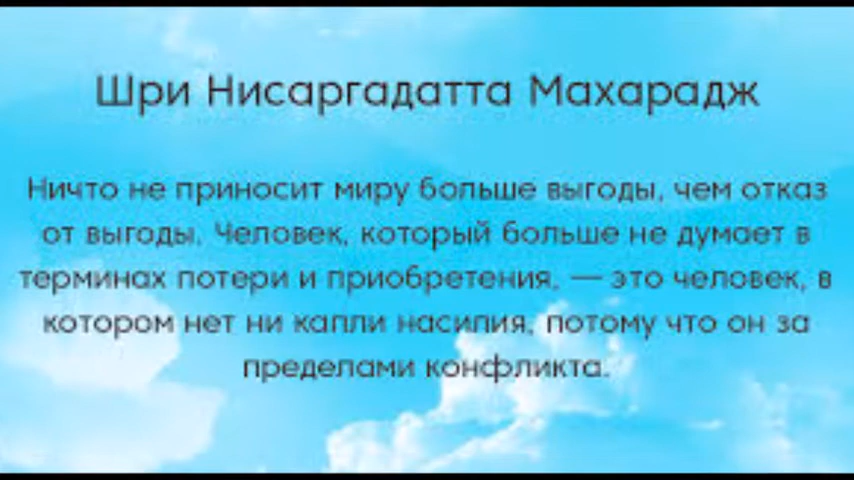 Шри Нисаргадатта Махарадж
Ничто не приносит миру больше выгоды, чем отказ
от выгоды. Человек, который больше не думает в
терминах потери и приобретения, — это человек, в
котором нет ни капли насилия, потому что он за
пределами конфликта.